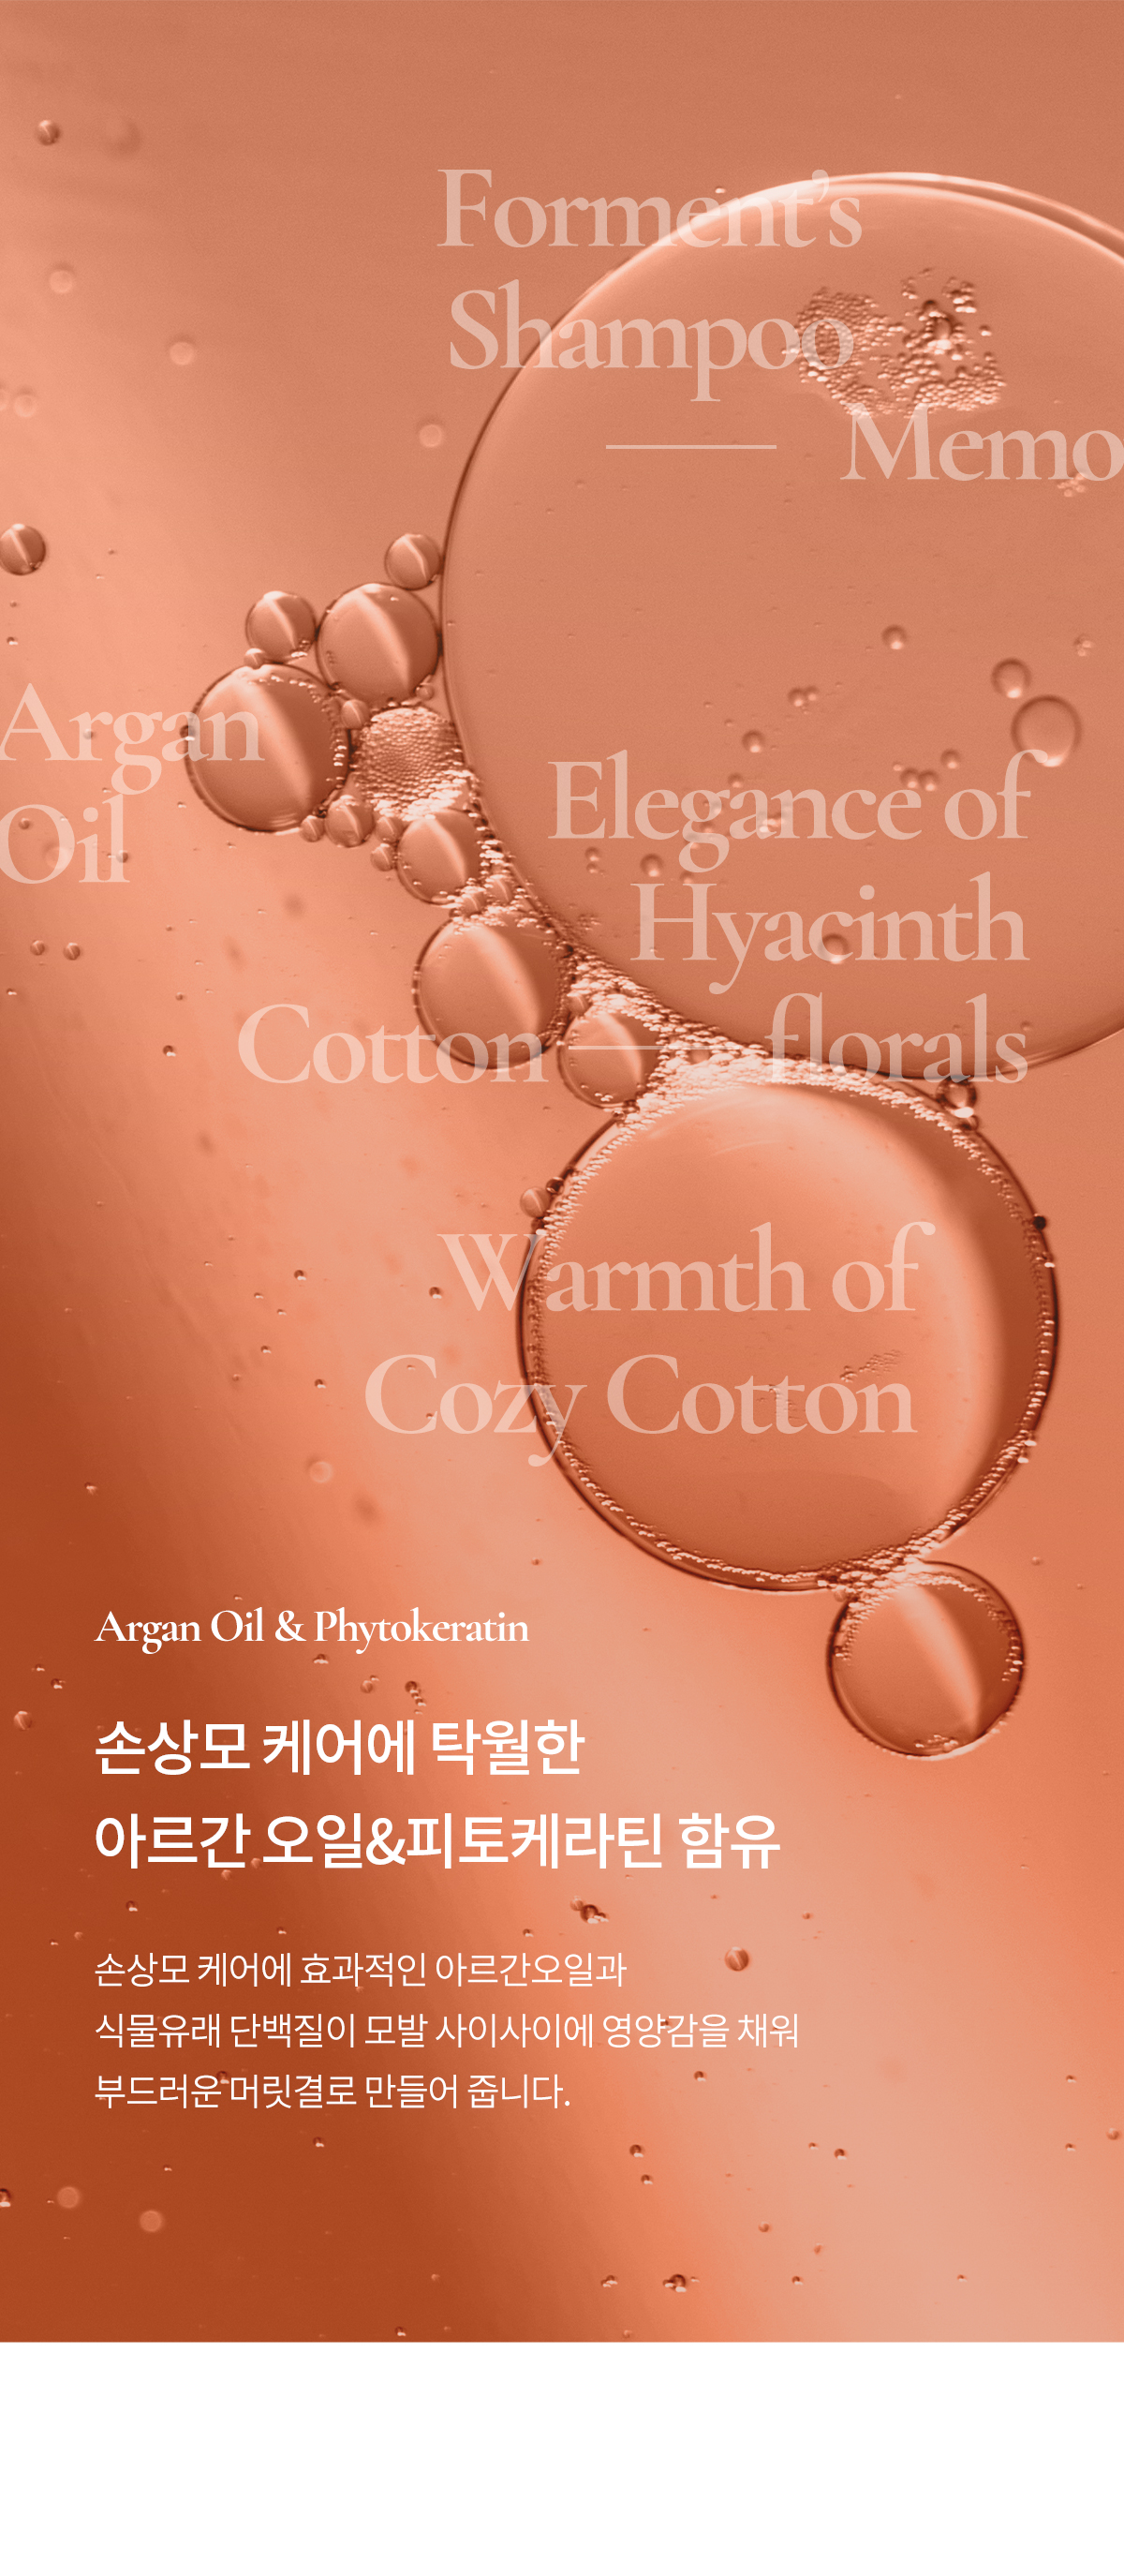 Forment's
Shampoo
Memo
Argan
Oil
Elegance of
Hyacinth
Cotton florals
Warmth of
Cozy Cotton
Argan Oil & Phytokeratin
손상모 케어에 탁월한
아르간 오일&피토케라틴 함유
손상모 케어에 효과적인 아르간오일과
식물유래 단백질이 모발 사이사이에 영양감을 채워
부드러운 머릿결로 만들어 줍니다.